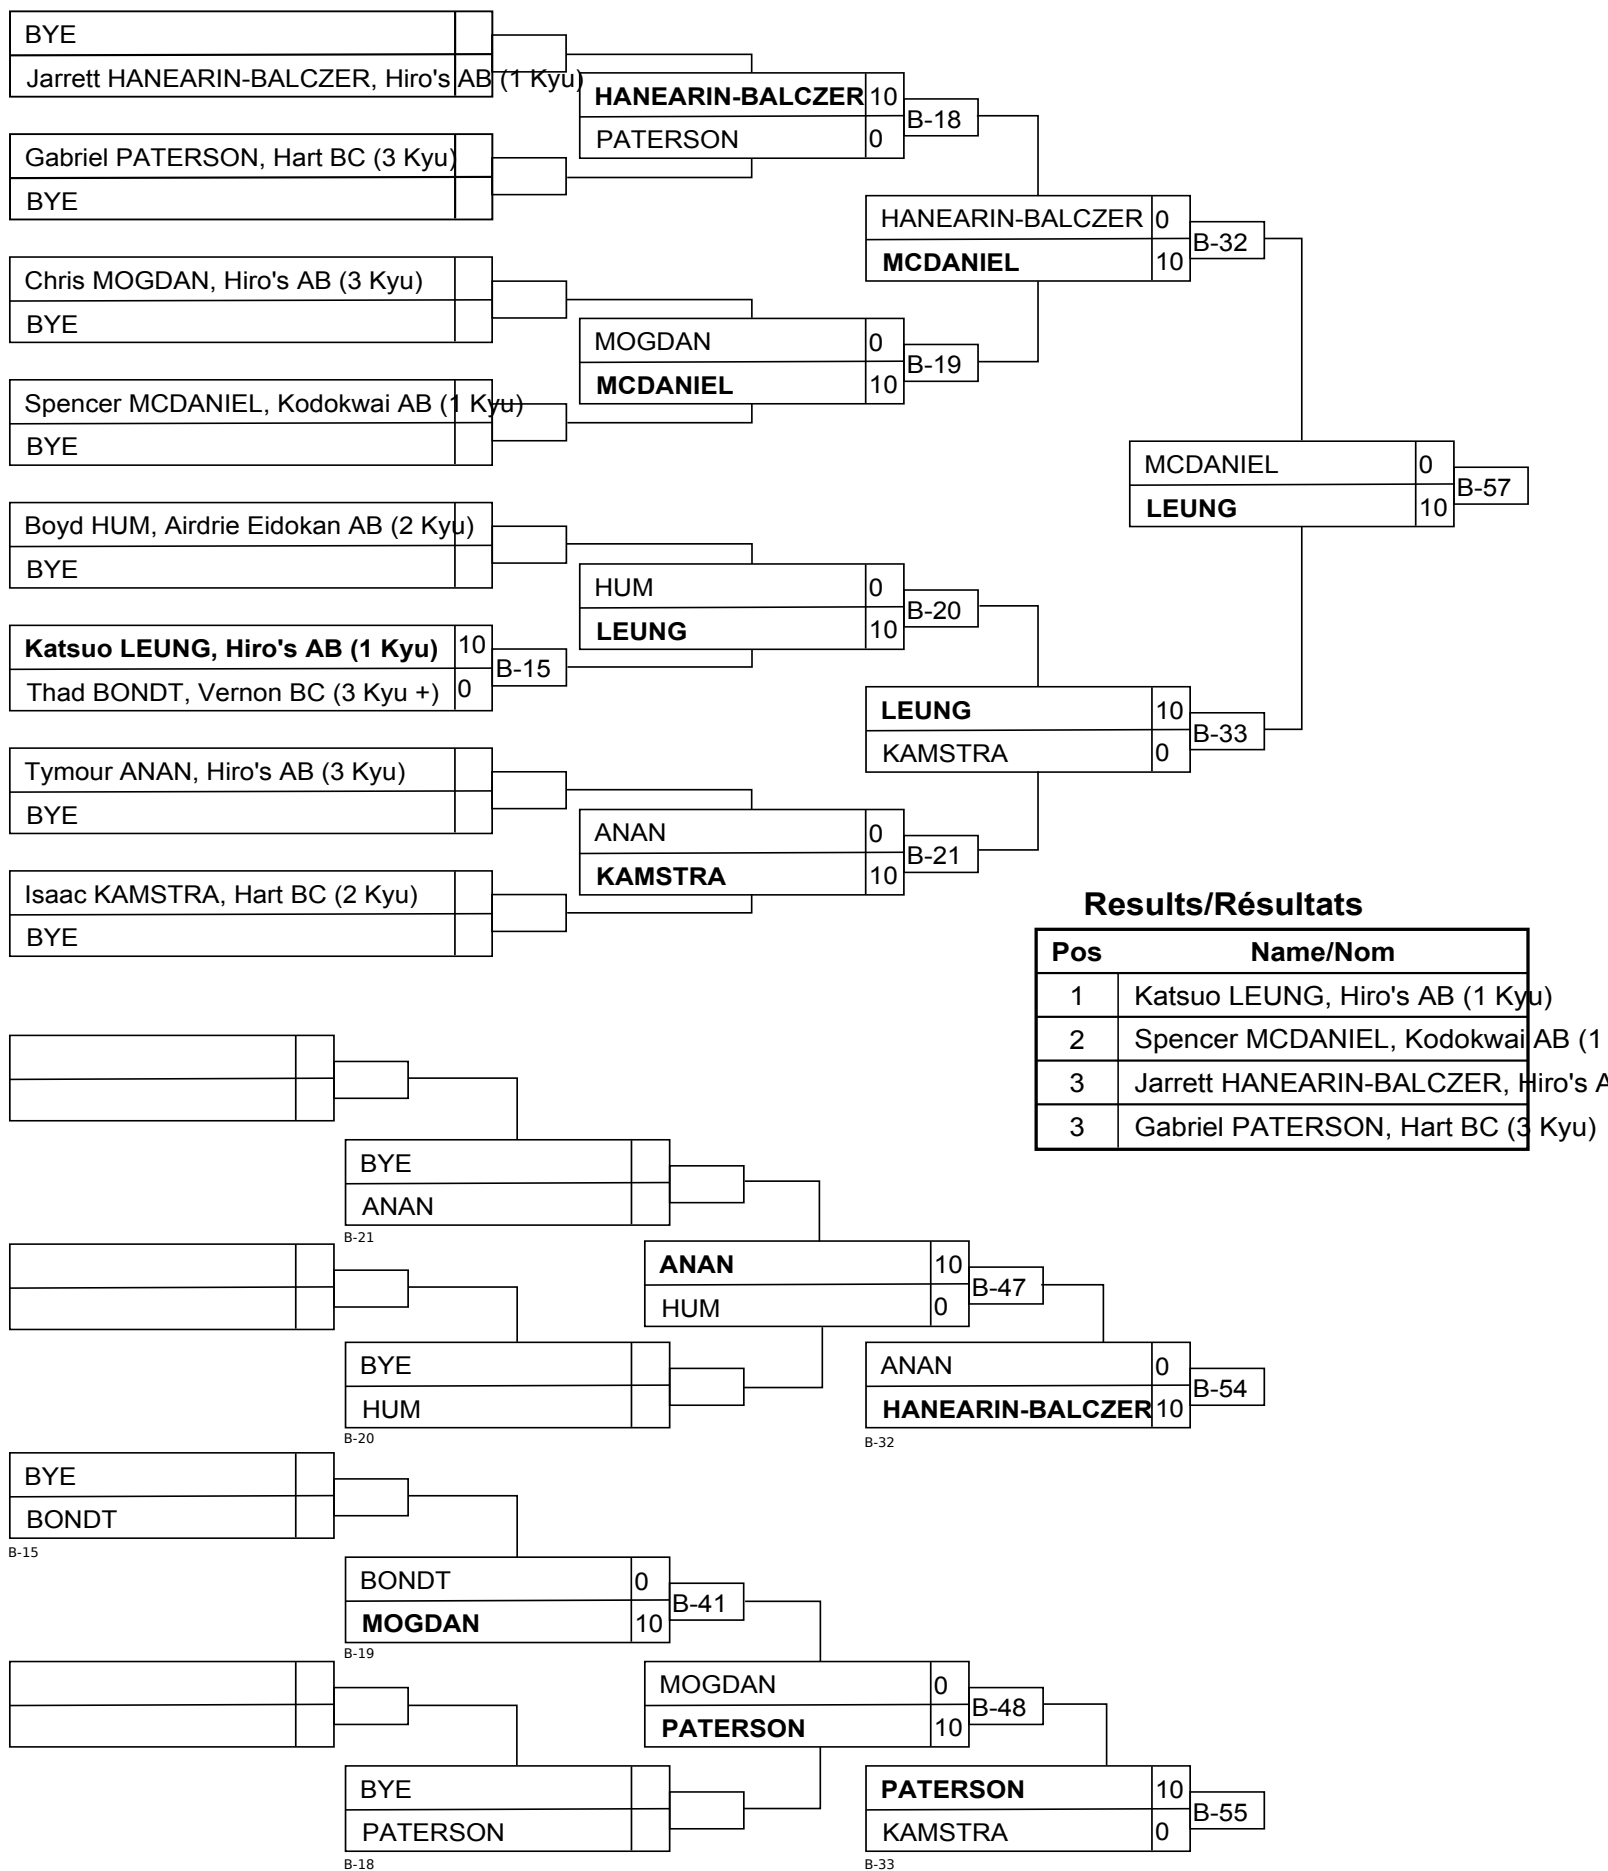 BYE
Jarrett HANEARIN-BALCZER, Hiro's AB (1 Kyu)
HANEARIN-BALCZER 10
PATERSON 0
B-18
Gabriel PATERSON, Hart BC (3 Kyu)
BYE
HANEARIN-BALCZER 0
MCDANIEL 10
B-32
Chris MOGDAN, Hiro's AB (3 Kyu)
BYE
MOGDAN 0
MCDANIEL 10
B-19
Spencer MCDANIEL, Kodokwai AB (1 Kyu)
BYE
MCDANIEL 0
LEUNG 10
B-57
Boyd HUM, Airdrie Eidokan AB (2 Kyu)
BYE
HUM 0
LEUNG 10
B-20
Katsuo LEUNG, Hiro's AB (1 Kyu) 10
Thad BONDT, Vernon BC (3 Kyu +) 0
B-15
LEUNG 10
KAMSTRA 0
B-33
Tymour ANAN, Hiro's AB (3 Kyu)
BYE
ANAN 0
KAMSTRA 10
B-21
Isaac KAMSTRA, Hart BC (2 Kyu)
BYE
Results/Résultats
Pos Name/Nom
1 Katsuo LEUNG, Hiro's AB (1 Kyu)
2 Spencer MCDANIEL, Kodokwai AB (1
3 Jarrett HANEARIN-BALCZER, Hiro's A
3 Gabriel PATERSON, Hart BC (3 Kyu)
BYE
ANAN
B-21
ANAN 10
HUM 0
B-47
BYE
HUM
B-20
ANAN 0
HANEARIN-BALCZER 10
B-54
B-32
BYE
BONDT
B-15
BONDT 0
MOGDAN 10
B-41
B-19
MOGDAN 0
PATERSON 10
B-48
BYE
PATERSON
B-18
PATERSON 10
KAMSTRA 0
B-55
B-33